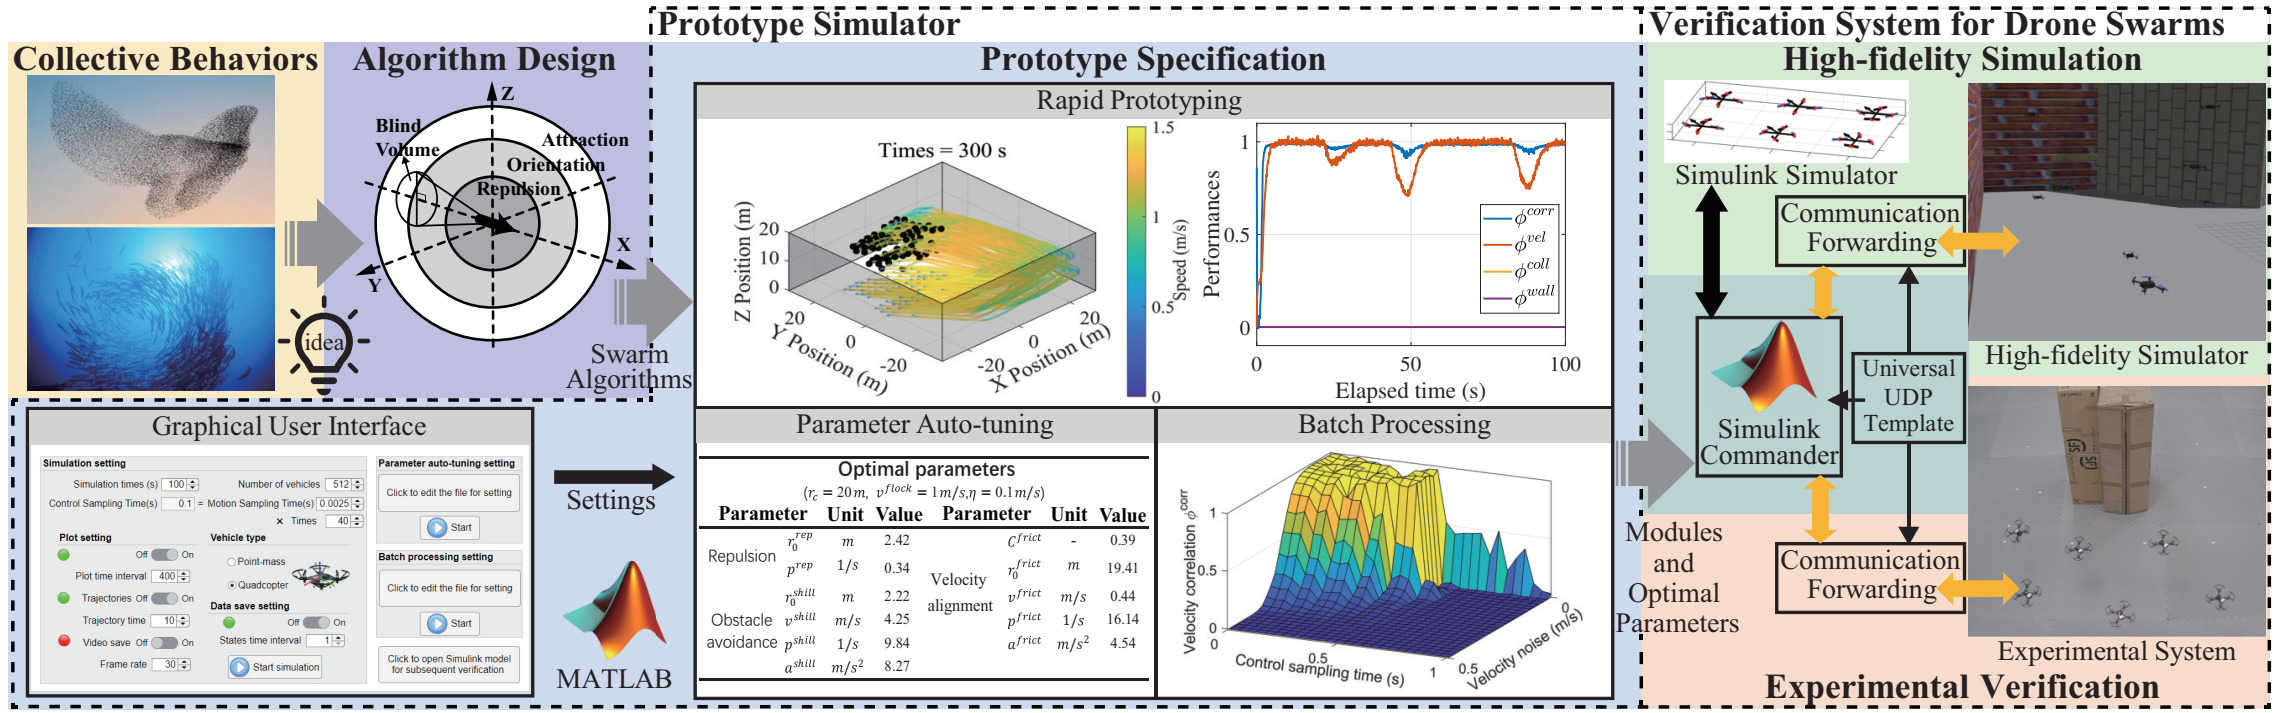 Prototype Simulator
Verification System for Drone Swarms
Collective Behaviors
Algorithm Design
Prototype Specification
High-fidelity Simulation
Z
Blind
Volume
Attraction
Orientation
Repulsion
X
Y
idea
Swarm
Algorithms
Rapid Prototyping
Times = 300 s
Z Position (m)
20
10
0
20
0
-20
Y Position (m)
-20
0
20
X Position (m)
1.5
1
0.5
0
Speed (m/s)
Performances
1
0.5
0
0
50
100
Elapsed time (s)
ϕ^corr
ϕ^vel
ϕ^coll
ϕ^wall
Graphical User Interface
Simulation setting
Simulation times (s) 100
Number of vehicles 512
Control Sampling Time(s) 0.1 = Motion Sampling Time(s) 0.0025
× Times 40
Plot setting
Off On
Plot time interval 400
Trajectories Off On
Trajectory time 10
Video save Off On
Frame rate 30
Vehicle type
Point-mass
Quadcopter
Data save setting
Off On
States time interval 1
Start simulation
Parameter auto-tuning setting
Click to edit the file for setting
Start
Batch processing setting
Click to edit the file for setting
Start
Click to open Simulink model
for subsequent verification
Settings
MATLAB
Parameter Auto-tuning
Optimal parameters
(r_c = 20m, v^flock = 1m/s,η = 0.1m/s)
Parameter Unit Value Parameter Unit Value
Repulsion
r_0^rep m 2.42
p^rep 1/s 0.34
Obstacle
avoidance
r_0^shill m 2.22
v^shill m/s 4.25
p^shill 1/s 9.84
a^shill m/s^2 8.27
Velocity
alignment
C^frict - 0.39
r_0^frict m 19.41
v^frict m/s 0.44
p^frict 1/s 16.14
a^frict m/s^2 4.54
Batch Processing
Velocity correlation ϕ^corr
1
0.5
0
0
0.5
1
Control sampling time (s)
0.5
0
Velocity noise (m/s)
Modules
and
Optimal
Parameters
Simulink Simulator
Communication
Forwarding
High-fidelity Simulator
Simulink
Commander
Universal
UDP
Template
Communication
Forwarding
SF
SF
Experimental System
Experimental Verification